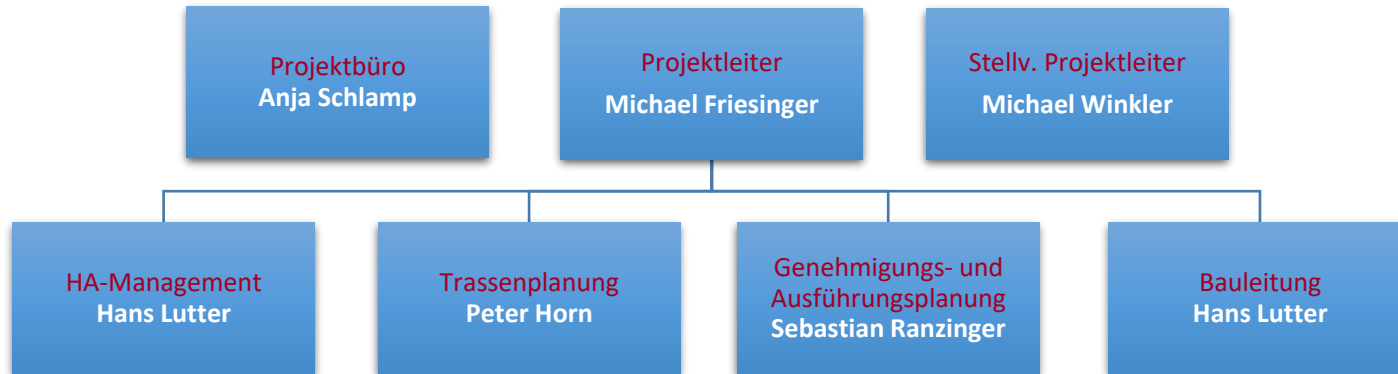 Projektbüro
Anja Schlamp
Projektleiter
Michael Friesinger
Stellv. Projektleiter
Michael Winkler
HA-Management
Hans Lutter
Trassenplanung
Peter Horn
Genehmigungs- und
Ausführungsplanung
Sebastian Ranzinger
Bauleitung
Hans Lutter